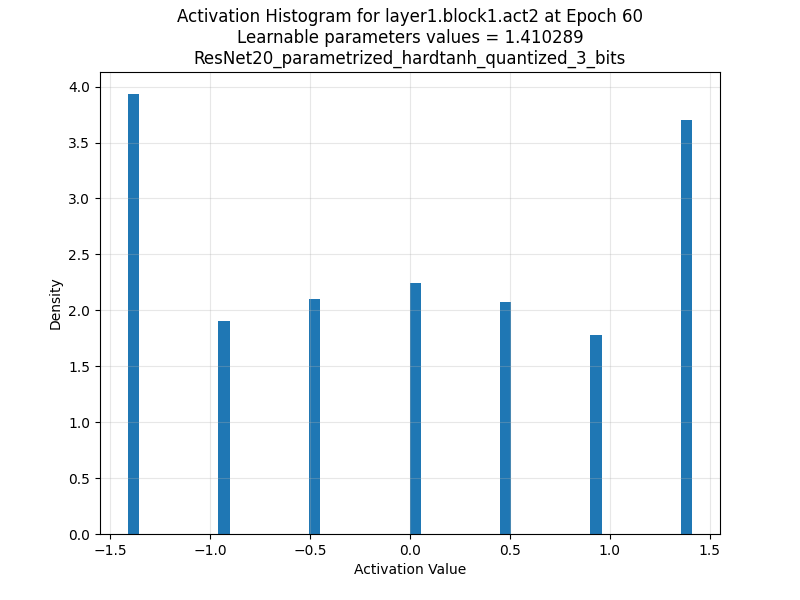 Activation Histogram for layer1.block1.act2 at Epoch 60
Learnable parameters values = 1.410289
ResNet20_parametrized_hardtanh_quantized_3_bits
4.0
3.5
3.0
2.5
2.0
1.5
1.0
0.5
0.0
Density
−1.5 −1.0 −0.5 0.0 0.5 1.0 1.5
Activation Value